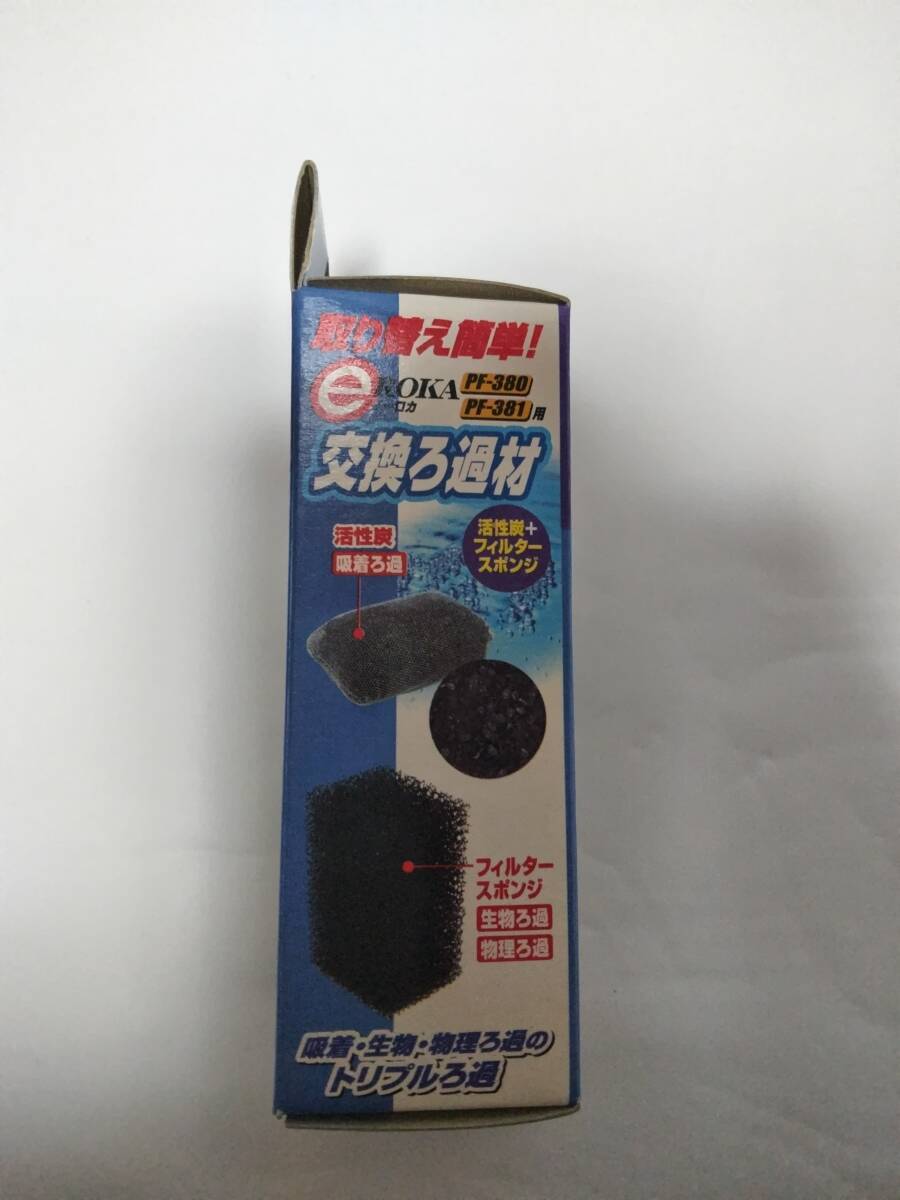 取り替え簡単!
e ROKA PF-380
ーロカ PF-381 用
交換ろ過材
活性炭+
フィルター
スポンジ
活性炭
吸着ろ過
フィルター
スポンジ
生物ろ過
物理ろ過
吸着・生物・物理ろ過の
トリプルろ過